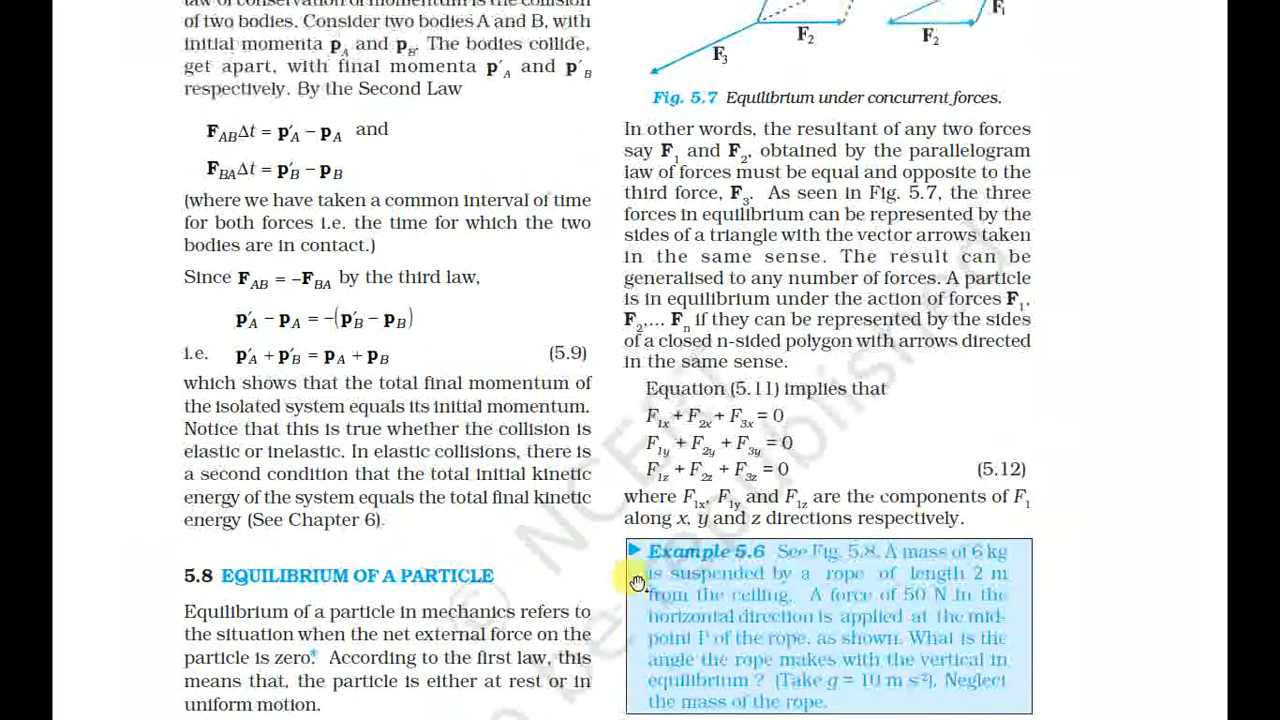 law of conservation of momentum is the collision
of two bodies. Consider two bodies A and B, with
initial momenta p_A and p_B. The bodies collide,
get apart, with final momenta p′_A and p′_B
respectively. By the Second Law
F_ABΔt = p′_A − p_A and
F_BAΔt = p′_B − p_B
(where we have taken a common interval of time
for both forces i.e. the time for which the two
bodies are in contact.)
Since F_AB = −F_BA by the third law,
p′_A − p_A = −(p′_B − p_B)
i.e. p′_A + p′_B = p_A + p_B (5.9)
which shows that the total final momentum of
the isolated system equals its initial momentum.
Notice that this is true whether the collision is
elastic or inelastic. In elastic collisions, there is
a second condition that the total initial kinetic
energy of the system equals the total final kinetic
energy (See Chapter 6).
5.8 EQUILIBRIUM OF A PARTICLE
Equilibrium of a particle in mechanics refers to
the situation when the net external force on the
particle is zero.* According to the first law, this
means that, the particle is either at rest or in
uniform motion.
F_1
F_2
F_2
F_3
Fig. 5.7 Equilibrium under concurrent forces.
In other words, the resultant of any two forces
say F_1 and F_2, obtained by the parallelogram
law of forces must be equal and opposite to the
third force, F_3. As seen in Fig. 5.7, the three
forces in equilibrium can be represented by the
sides of a triangle with the vector arrows taken
in the same sense. The result can be
generalised to any number of forces. A particle
is in equilibrium under the action of forces F_1,
F_2,... F_n if they can be represented by the sides
of a closed n-sided polygon with arrows directed
in the same sense.
Equation (5.11) implies that
F_1x + F_2x + F_3x = 0
F_1y + F_2y + F_3y = 0
F_1z + F_2z + F_3z = 0 (5.12)
where F_1x, F_1y and F_1z are the components of F_1
along x, y and z directions respectively.
Example 5.6 See Fig. 5.8. A mass of 6 kg
is suspended by a rope of length 2 m
from the ceiling. A force of 50 N in the
horizontal direction is applied at the mid-
point P of the rope, as shown. What is the
angle the rope makes with the vertical in
equilibrium ? (Take g = 10 m s⁻²). Neglect
the mass of the rope.
© NCERT
be republished